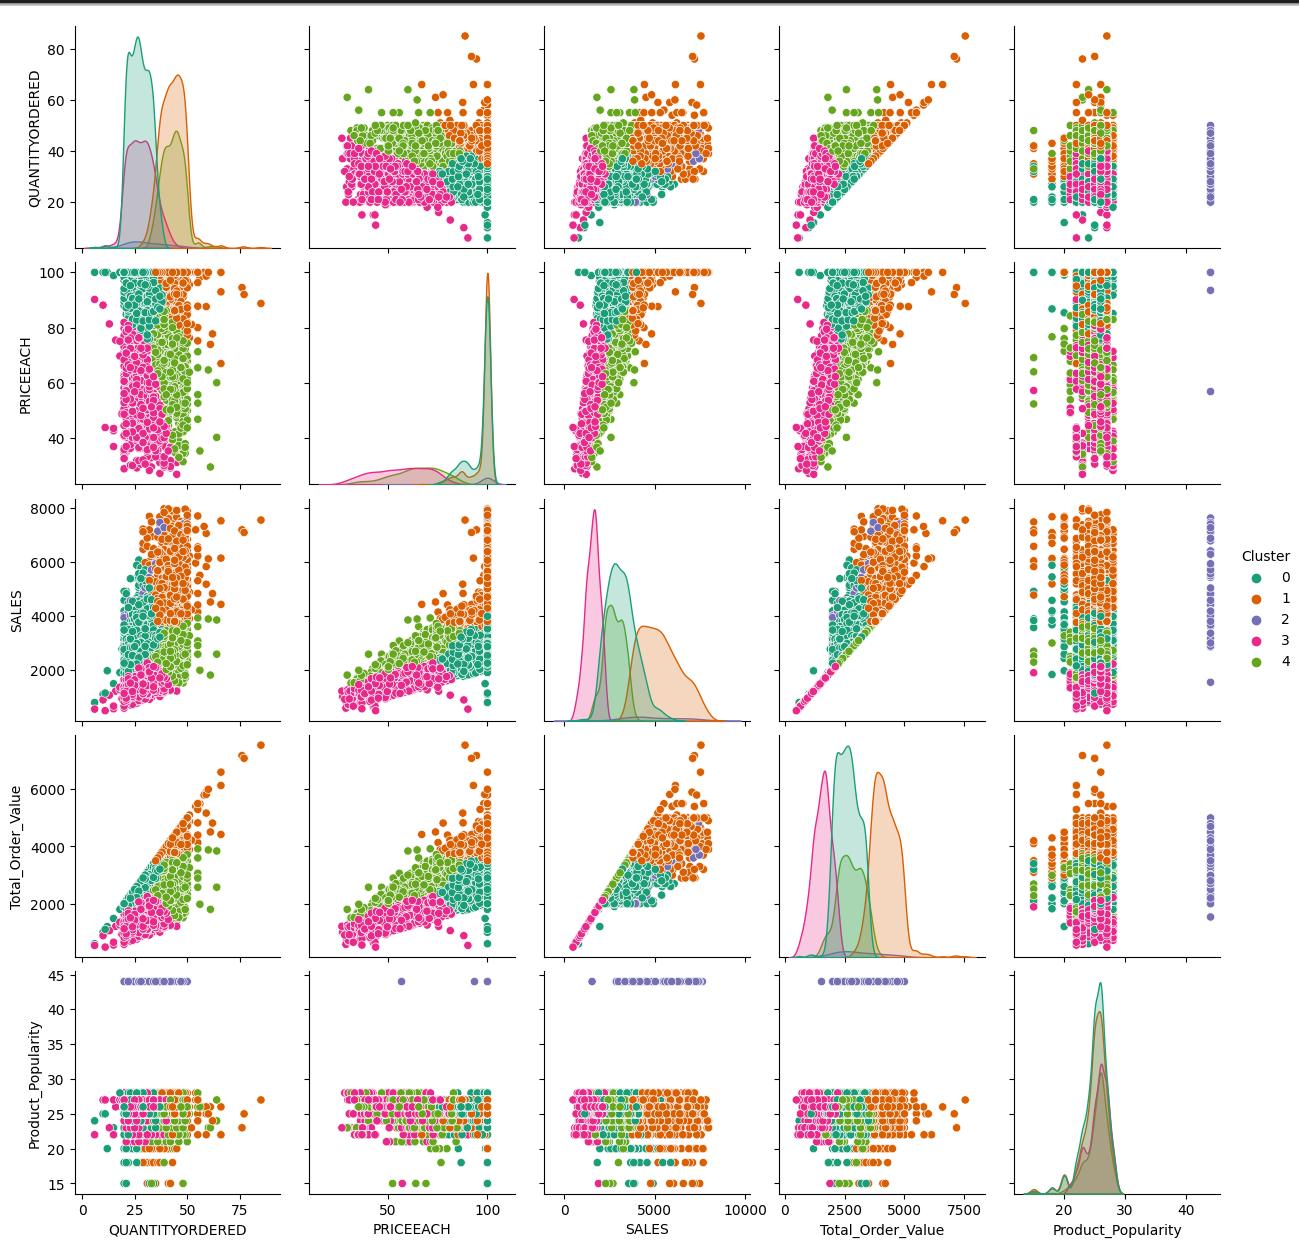 80
60
40
20
QUANTITYORDERED
100
80
60
40
PRICEEACH
8000
6000
4000
2000
SALES
Cluster
0
1
2
3
4
6000
4000
2000
Total_Order_Value
45
40
35
30
25
20
15
Product_Popularity
0 25 50 75
50 100
0 5000 10000
0 2500 5000 7500
20 30 40
QUANTITYORDERED PRICEEACH SALES Total_Order_Value Product_Popularity